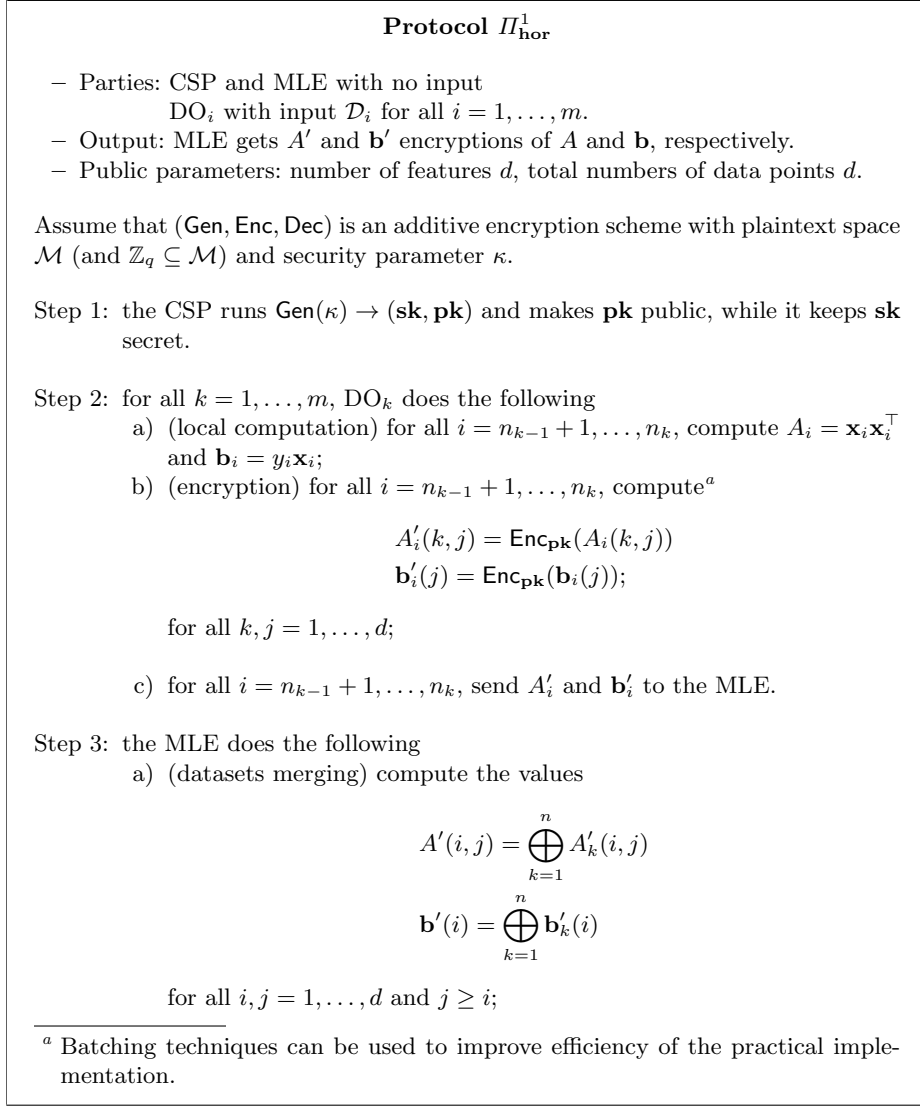 Protocol Π¹_hor
– Parties: CSP and MLE with no input
DO_i with input 𝒟_i for all i = 1, . . . , m.
– Output: MLE gets A′ and b′ encryptions of A and b, respectively.
– Public parameters: number of features d, total numbers of data points d.
Assume that (Gen, Enc, Dec) is an additive encryption scheme with plaintext space
ℳ (and ℤ_q ⊆ ℳ) and security parameter κ.
Step 1: the CSP runs Gen(κ) → (sk, pk) and makes pk public, while it keeps sk
secret.
Step 2: for all k = 1, . . . , m, DO_k does the following
a) (local computation) for all i = n_{k−1} + 1, . . . , n_k, compute A_i = x_i x_i^⊤
and b_i = y_i x_i;
b) (encryption) for all i = n_{k−1} + 1, . . . , n_k, compute^a
A′_i(k, j) = Enc_pk(A_i(k, j))
b′_i(j) = Enc_pk(b_i(j));
for all k, j = 1, . . . , d;
c) for all i = n_{k−1} + 1, . . . , n_k, send A′_i and b′_i to the MLE.
Step 3: the MLE does the following
a) (datasets merging) compute the values
A′(i, j) = ⨁_{k=1}^{n} A′_k(i, j)
b′(i) = ⨁_{k=1}^{n} b′_k(i)
for all i, j = 1, . . . , d and j ≥ i;
^a Batching techniques can be used to improve efficiency of the practical imple-
mentation.